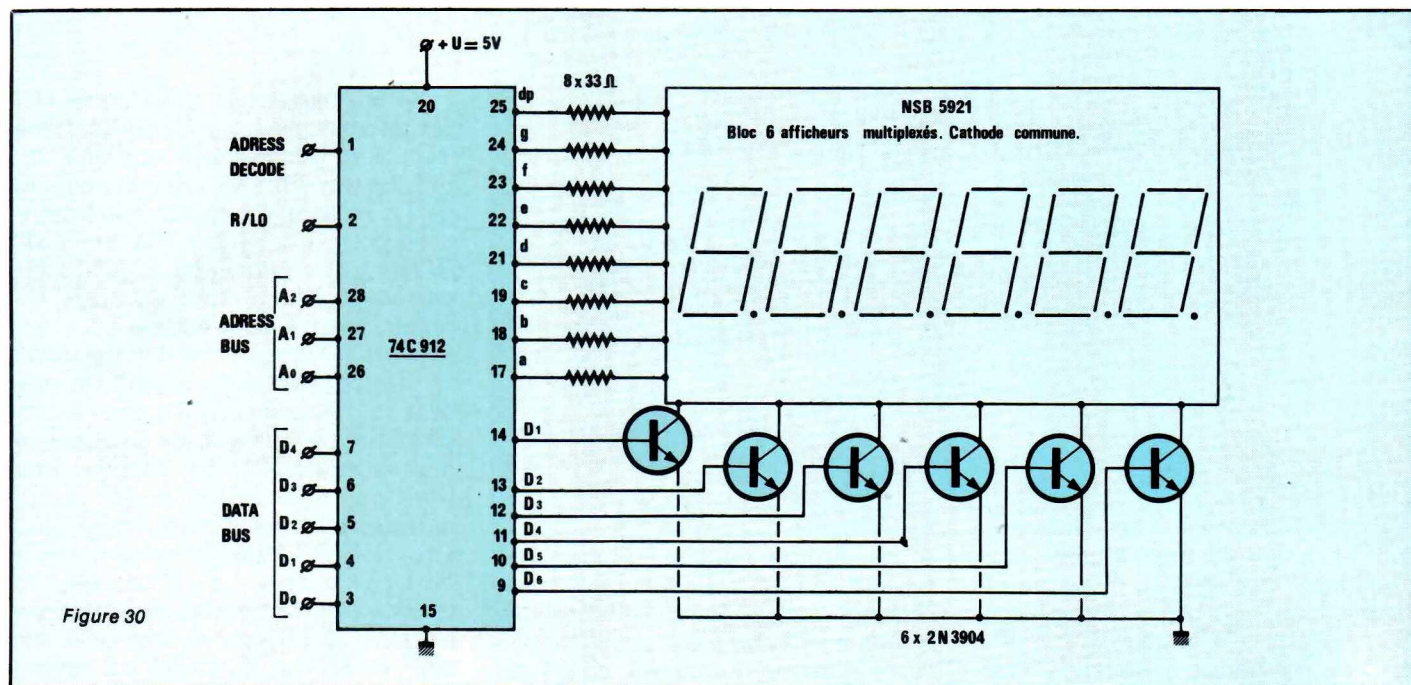 + U = 5V
8 x 33 Ω
20
ADRESS
DECODE
1
R/LO
2
A2
28
ADRESS
BUS
A1
27
A0
26
D4
7
D3
6
DATA
BUS
D2
5
D1
4
D0
3
74C912
15
25
dp
24
g
23
f
22
e
21
d
19
c
18
b
17
a
14
D1
13
D2
12
D3
11
D4
10
D5
9
D6
NSB 5921
Bloc 6 afficheurs multiplexés. Cathode commune.
6 x 2N3904
Figure 30